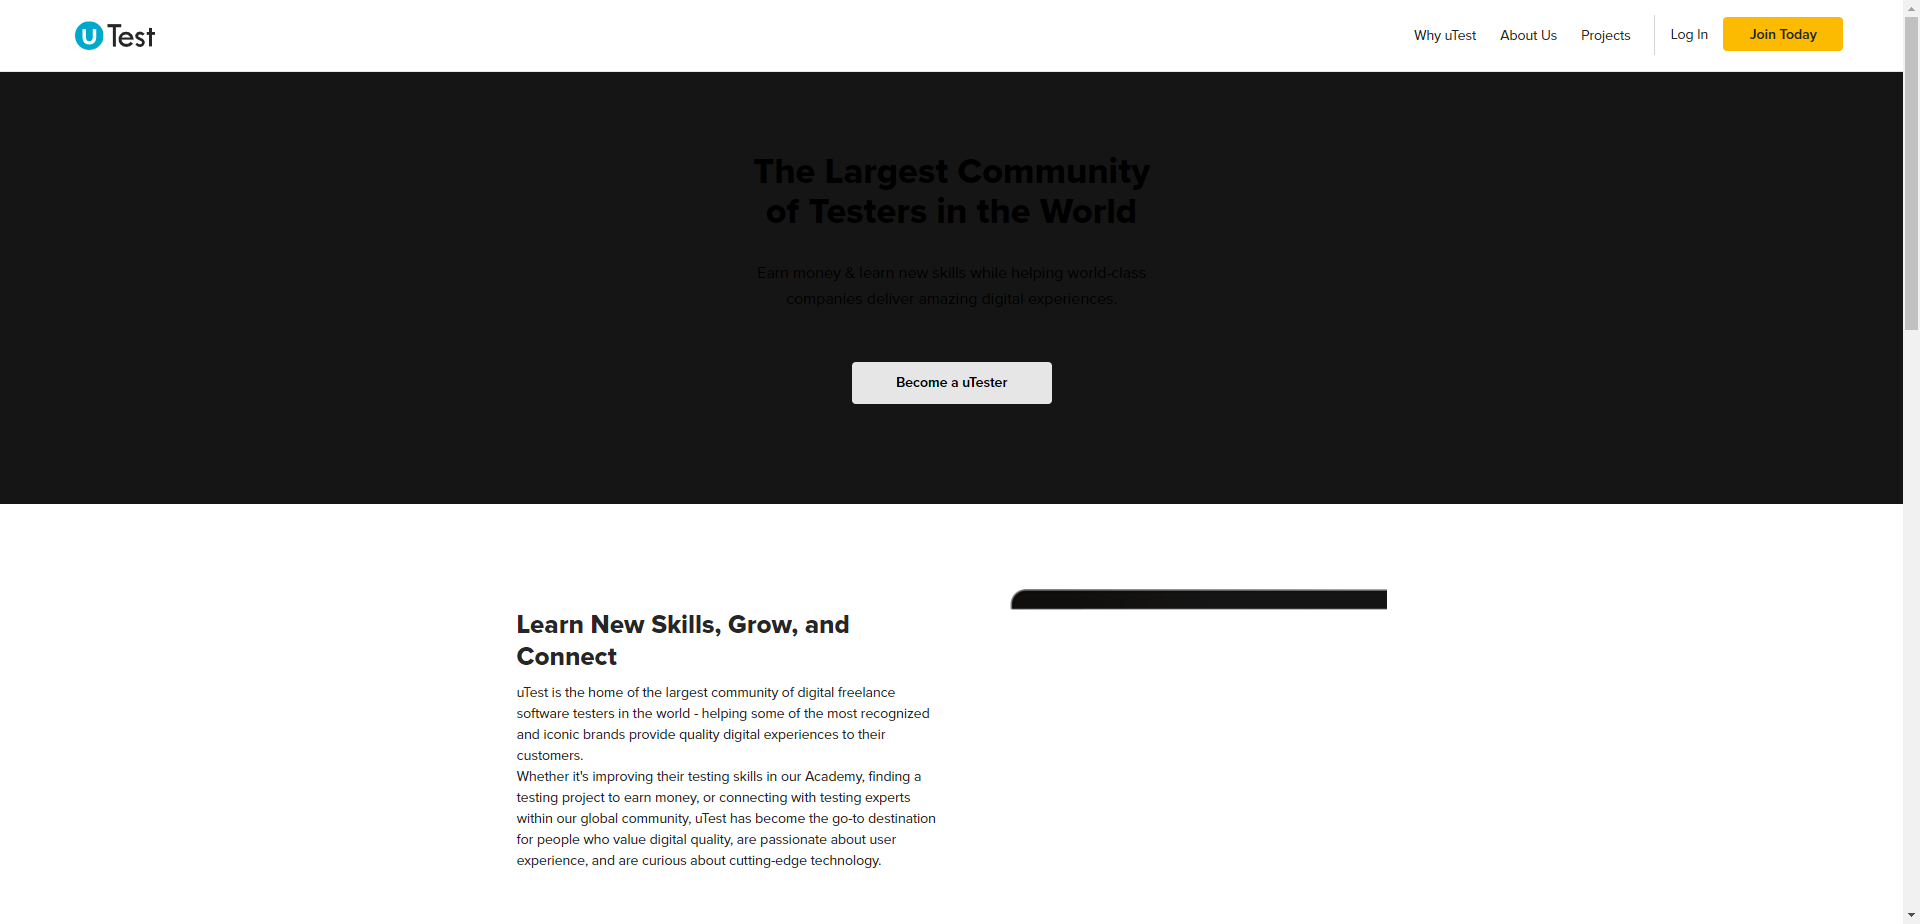 uTest
Why uTest
About Us
Projects
Log In
Join Today
The Largest Community
of Testers in the World
Earn money & learn new skills while helping world-class
companies deliver amazing digital experiences.
Become a uTester
Learn New Skills, Grow, and
Connect
uTest is the home of the largest community of digital freelance
software testers in the world - helping some of the most recognized
and iconic brands provide quality digital experiences to their
customers.
Whether it's improving their testing skills in our Academy, finding a
testing project to earn money, or connecting with testing experts
within our global community, uTest has become the go-to destination
for people who value digital quality, are passionate about user
experience, and are curious about cutting-edge technology.